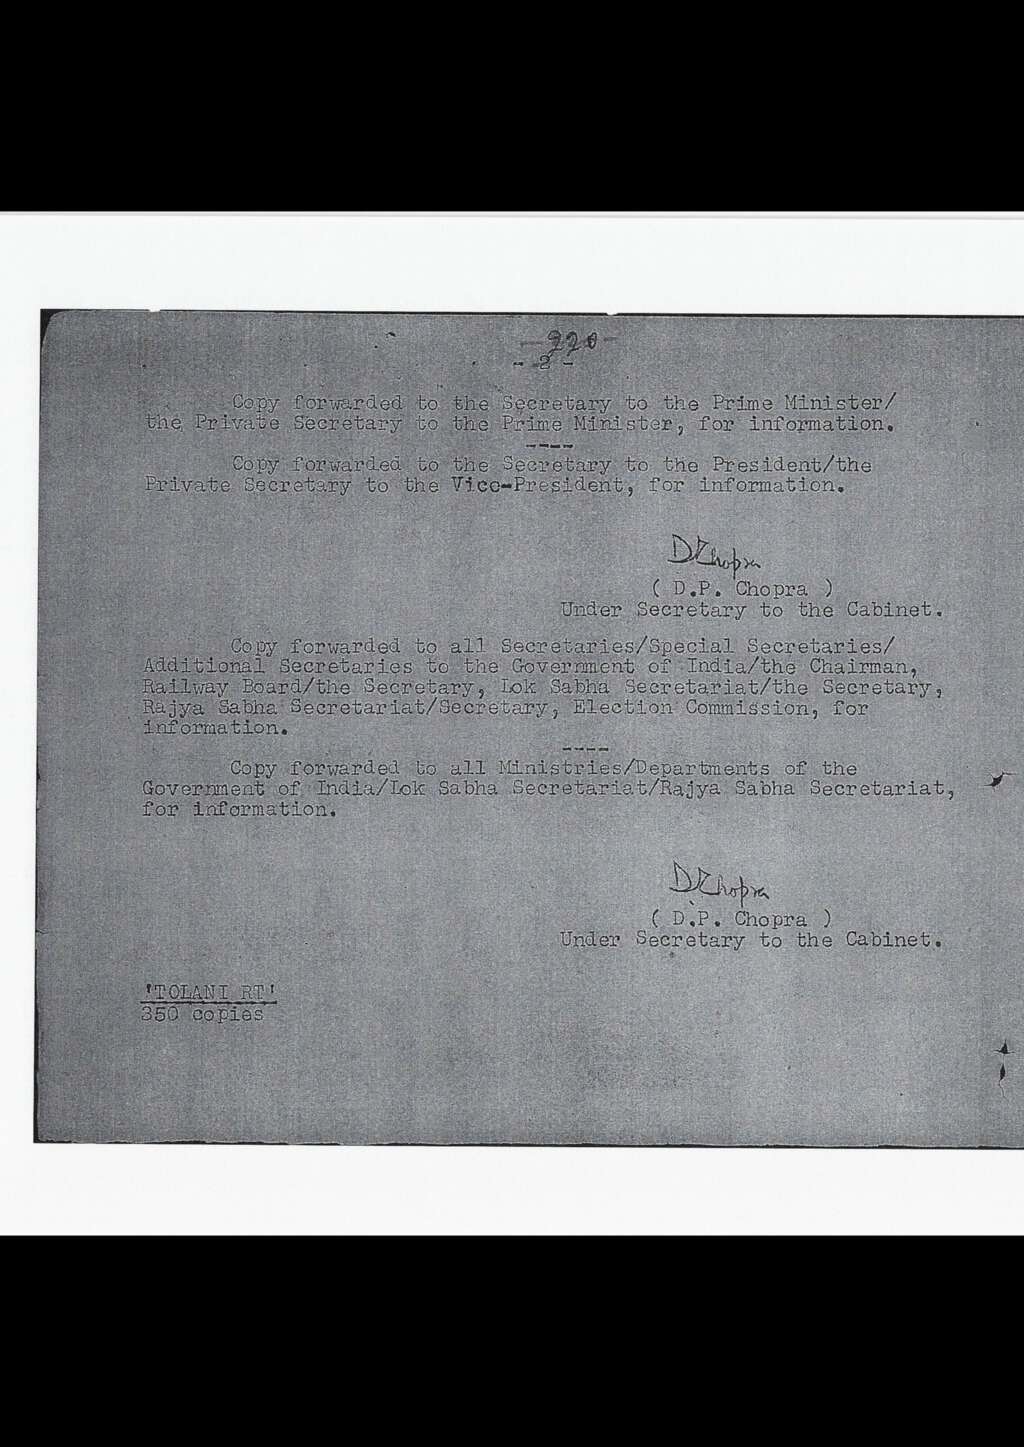 - 220 -
- 2 -
Copy forwarded to the Secretary to the Prime Minister/
the Private Secretary to the Prime Minister, for information.
----
Copy forwarded to the Secretary to the President/the
Private Secretary to the Vice-President, for information.
DPChopra
( D.P. Chopra )
Under Secretary to the Cabinet.
Copy forwarded to all Secretaries/Special Secretaries/
Additional Secretaries to the Government of India/the Chairman,
Railway Board/the Secretary, Lok Sabha Secretariat/the Secretary,
Rajya Sabha Secretariat/Secretary, Election Commission, for
information.
----
Copy forwarded to all Ministries/Departments of the
Government of India/Lok Sabha Secretariat/Rajya Sabha Secretariat,
for information.
DPChopra
( D.P. Chopra )
Under Secretary to the Cabinet.
'TOLANI RT'
350 copies